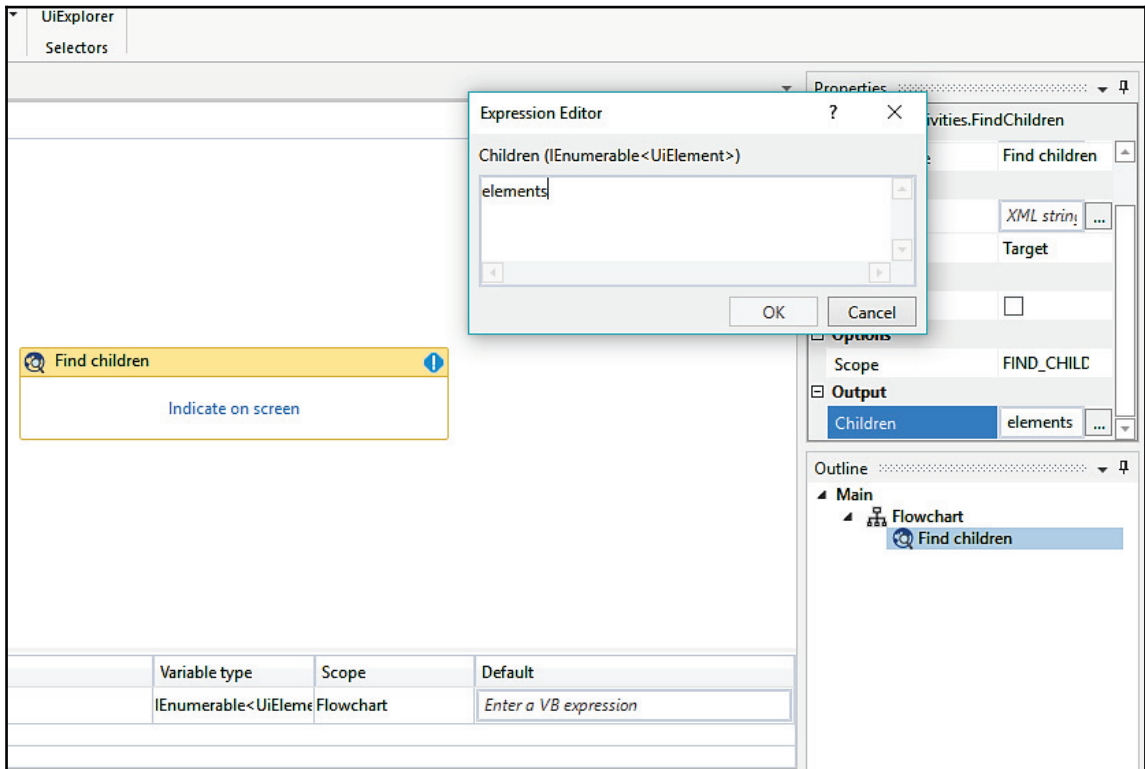 UiExplorer
Selectors
Properties
Expression Editor ? ×
ivities.FindChildren
Children (IEnumerable<UiElement>)
Find children
elements
XML string ...
Target
OK Cancel
Options
Find children
Scope FIND_CHILD
Indicate on screen
Output
Children elements ...
Outline
Main
Flowchart
Find children
Variable type Scope Default
IEnumerable<UiEleme Flowchart Enter a VB expression